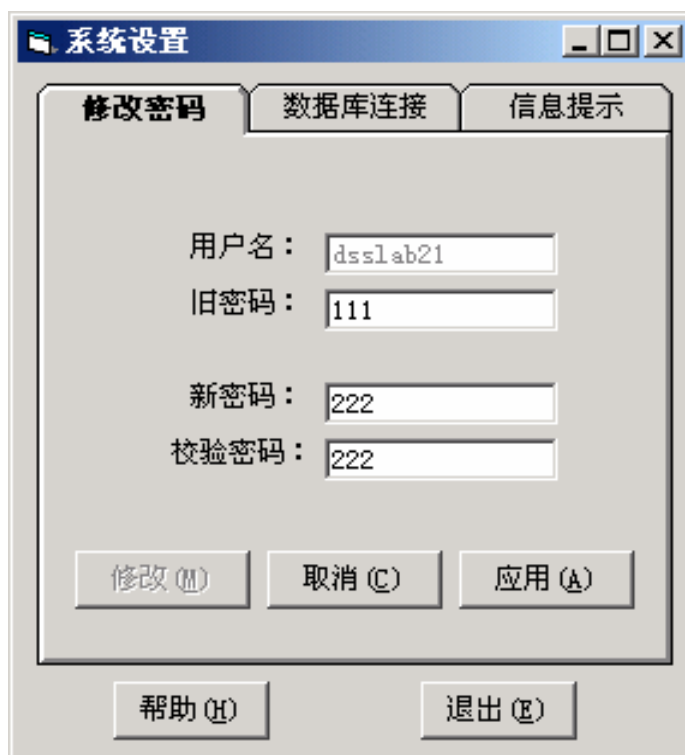 系统设置
修改密码 数据库连接 信息提示
用户名： dsslab21
旧密码： 111
新密码： 222
校验密码： 222
修改(M) 取消(C) 应用(A)
帮助(H) 退出(E)